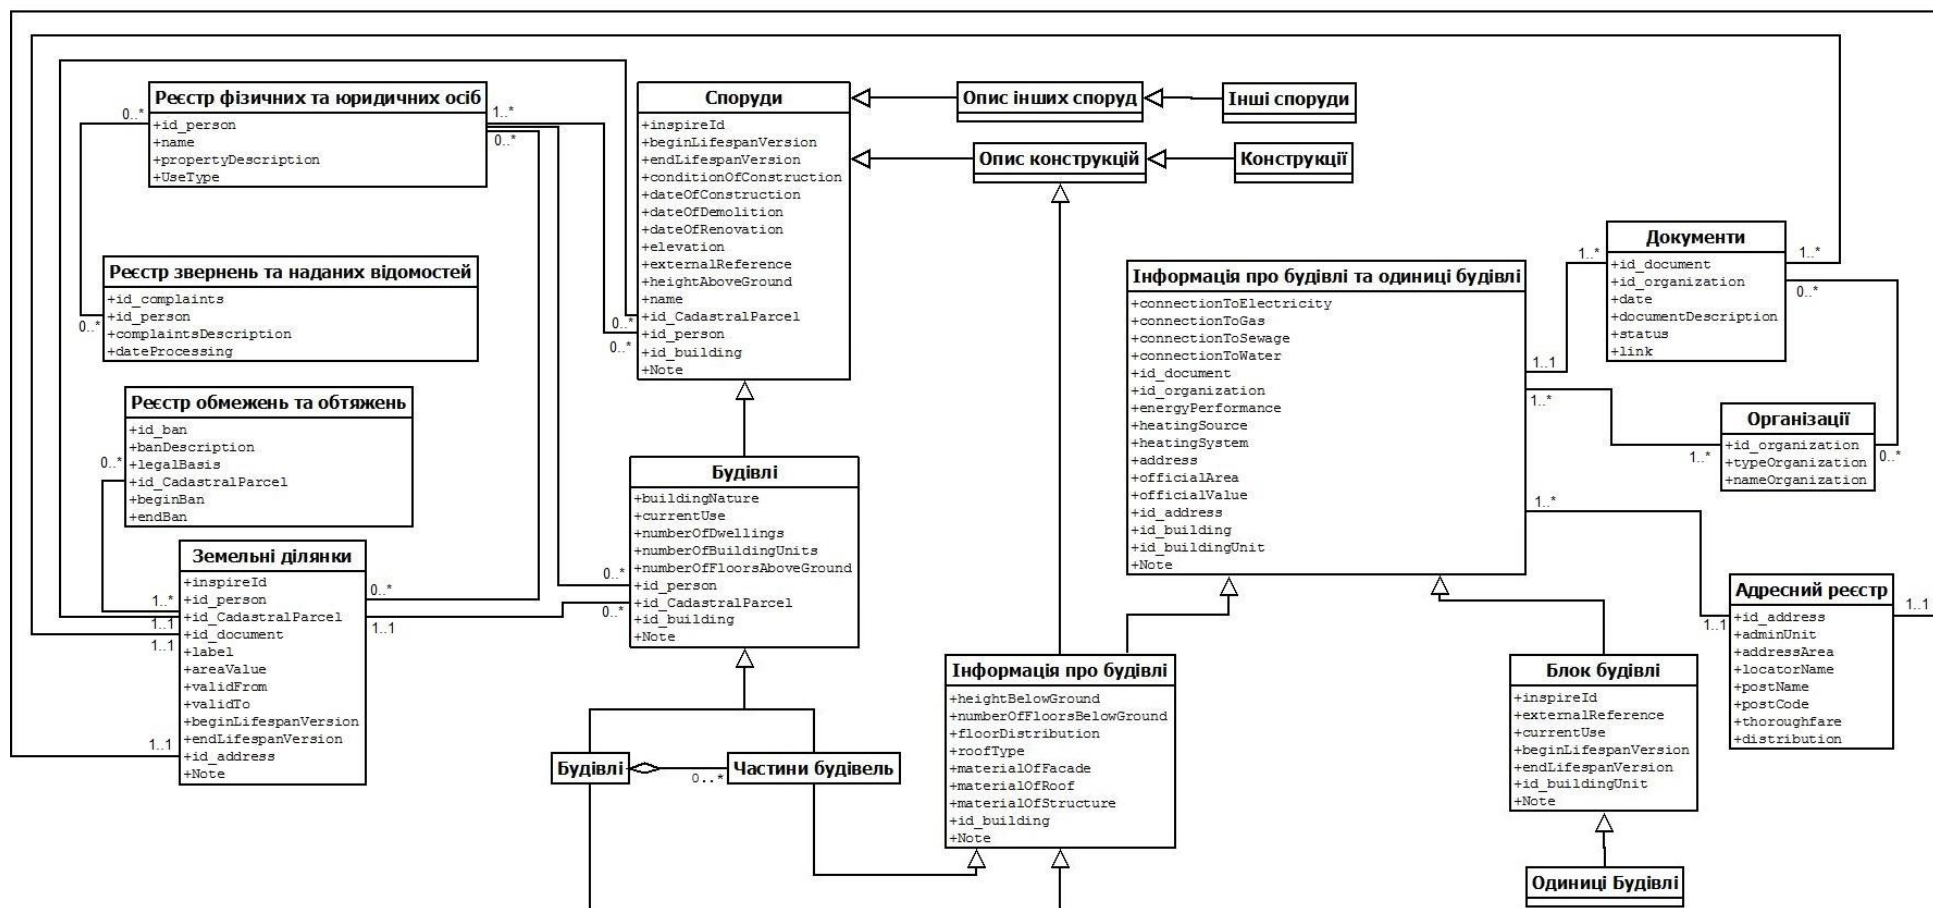 Реєстр фізичних та юридичних осіб
+id_person
+name
+propertyDescription
+UseType
0..*
1..*
0..*
Реєстр звернень та наданих відомостей
+id_complaints
+id_person
+complaintsDescription
+dateProcessing
0..*
Реєстр обмежень та обтяжень
+id_ban
+banDescription
+legalBasis
+id_CadastralParcel
+beginBan
+endBan
0..*
Земельні ділянки
+inspireId
+id_person
+id_CadastralParcel
+id_document
+label
+areaValue
+validFrom
+validTo
+beginLifespanVersion
+endLifespanVersion
+id_address
+Note
1..*
1..1
1..1
1..1
0..*
1..1
Споруди
+inspireId
+beginLifespanVersion
+endLifespanVersion
+conditionOfConstruction
+dateOfConstruction
+dateOfDemolition
+dateOfRenovation
+elevation
+externalReference
+heightAboveGround
+name
+id_CadastralParcel
+id_person
+id_building
+Note
0..*
0..*
Будівлі
+buildingNature
+currentUse
+numberOfDwellings
+numberOfBuildingUnits
+numberOfFloorsAboveGround
+id_person
+id_CadastralParcel
+id_building
+Note
0..*
0..*
Будівлі
0..*
Частини будівель
Опис інших споруд
Інші споруди
Опис конструкцій
Конструкції
Інформація про будівлі
+heightBelowGround
+numberOfFloorsBelowGround
+floorDistribution
+roofType
+materialOfFacade
+materialOfRoof
+materialOfStructure
+id_building
+Note
Інформація про будівлі та одиниці будівлі
+connectionToElectricity
+connectionToGas
+connectionToSewage
+connectionToWater
+id_document
+id_organization
+energyPerformance
+heatingSource
+heatingSystem
+address
+officialArea
+officialValue
+id_address
+id_building
+id_buildingUnit
+Note
1..1
1..*
1..*
Блок будівлі
+inspireId
+externalReference
+currentUse
+beginLifespanVersion
+endLifespanVersion
+id_buildingUnit
+Note
Одиниці Будівлі
Документи
+id_document
+id_organization
+date
+documentDescription
+status
+link
1..*
1..*
0..*
Організації
+id_organization
+typeOrganization
+nameOrganization
1..*
0..*
Адресний реєстр
+id_address
+adminUnit
+addressArea
+locatorName
+postName
+postCode
+thoroughfare
+distribution
1..1
1..1